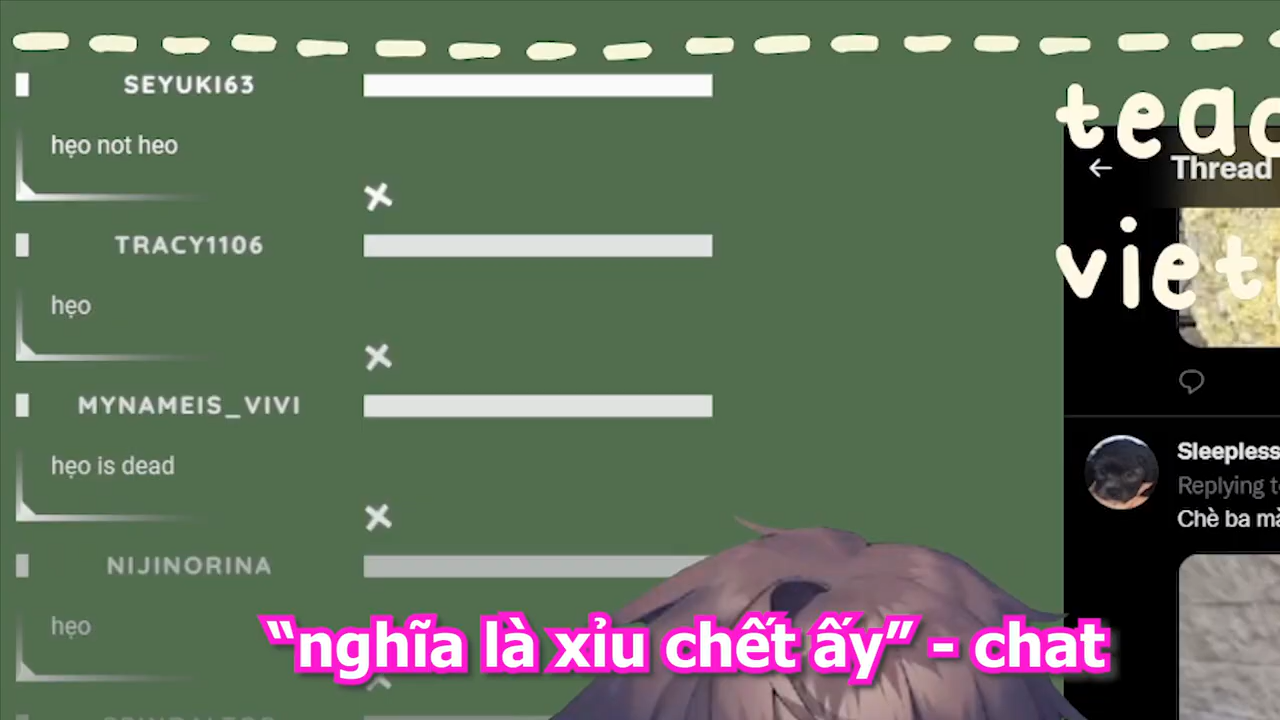 SEYUKI63
hẹo not heo
TRACY1106
hẹo
MYNAMEIS_VIVI
hẹo is dead
NIJINORINA
hẹo
teac
Thread
viet
Sleepless
Replying t
Chè ba mà
“nghĩa là xỉu chết ấy” - chat